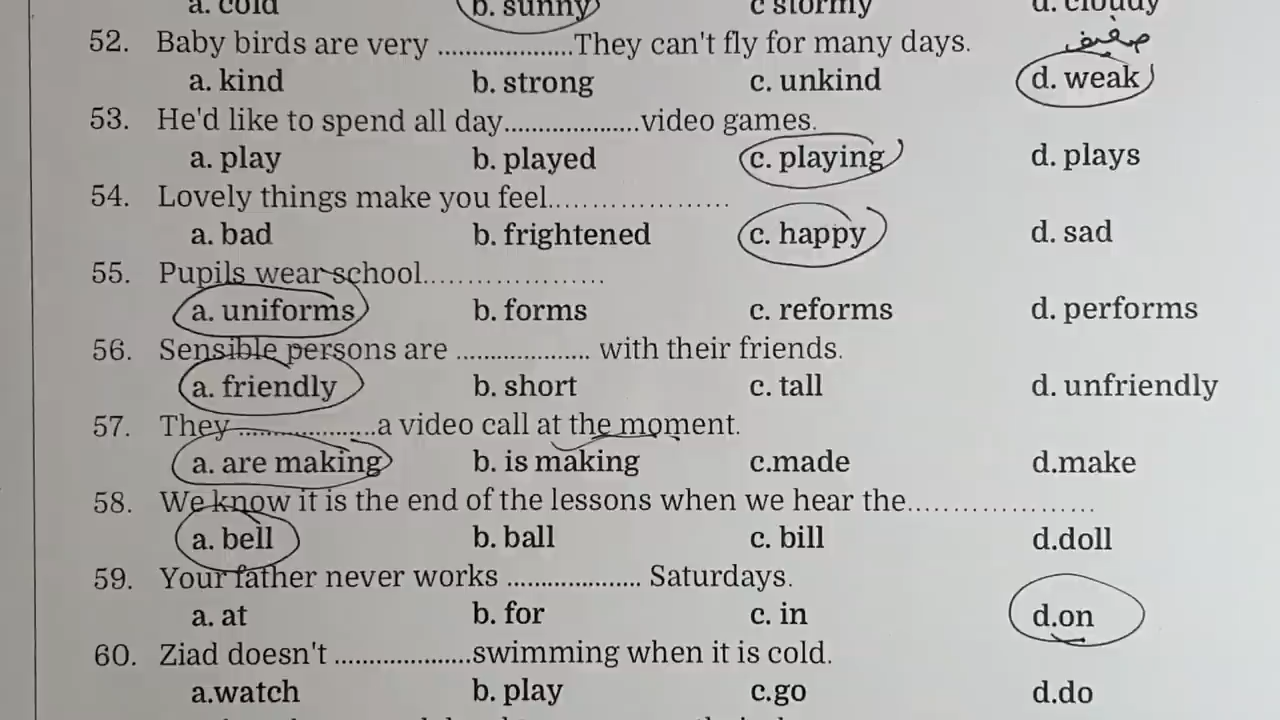 a. cold b. sunny c stormy d. cloudy
52. Baby birds are very ....................They can't fly for many days.
ضعيف
a. kind b. strong c. unkind d. weak
53. He'd like to spend all day....................video games.
a. play b. played c. playing d. plays
54. Lovely things make you feel....................
a. bad b. frightened c. happy d. sad
55. Pupils wear school....................
a. uniforms b. forms c. reforms d. performs
56. Sensible persons are .................... with their friends.
a. friendly b. short c. tall d. unfriendly
57. They ....................a video call at the moment.
a. are making b. is making c.made d.make
58. We know it is the end of the lessons when we hear the....................
a. bell b. ball c. bill d.doll
59. Your father never works .................... Saturdays.
a. at b. for c. in d.on
60. Ziad doesn't ....................swimming when it is cold.
a.watch b. play c.go d.do